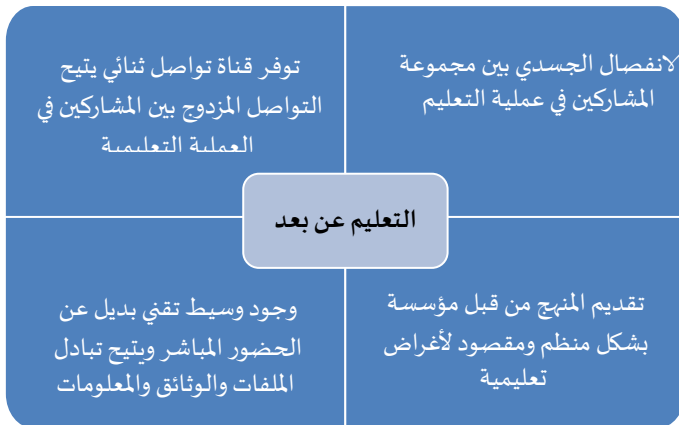 الانفصال الجسدي بين مجموعة
المشاركين في عملية التعليم
توفر قناة تواصل ثنائي يتيح
التواصل المزدوج بين المشاركين في
العملية التعليمية
التعليم عن بعد
تقديم المنهج من قبل مؤسسة
بشكل منظم ومقصود لأغراض
تعليمية
وجود وسيط تقني بديل عن
الحضور المباشر ويتيح تبادل
الملفات والوثائق والمعلومات